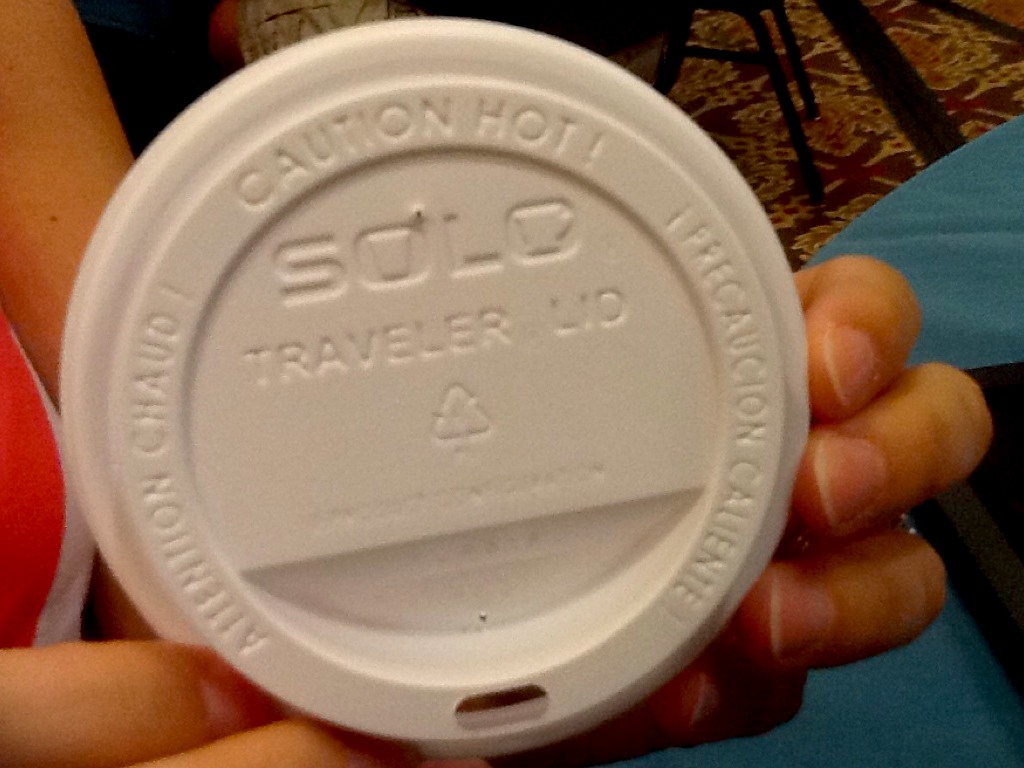 CAUTION HOT!
SOLO
TRAVELER LID
¡PRECAUCION CALIENTE!
ATTENTION CHAUD!